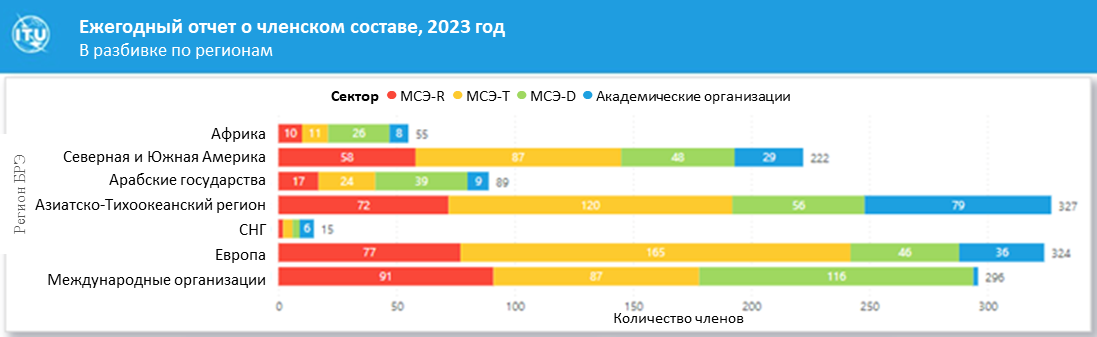 ITU
Ежегодный отчет о членском составе, 2023 год
В разбивке по регионам
Сектор МСЭ-R МСЭ-T МСЭ-D Академические организации
Регион БРЭ
Африка 10 11 26 8 55
Северная и Южная Америка 58 87 48 29 222
Арабские государства 17 24 39 9 89
Азиатско-Тихоокеанский регион 72 120 56 79 327
СНГ 6 15
Европа 77 165 46 36 324
Международные организации 91 87 116 296
0 50 100 150 200 250 300
Количество членов